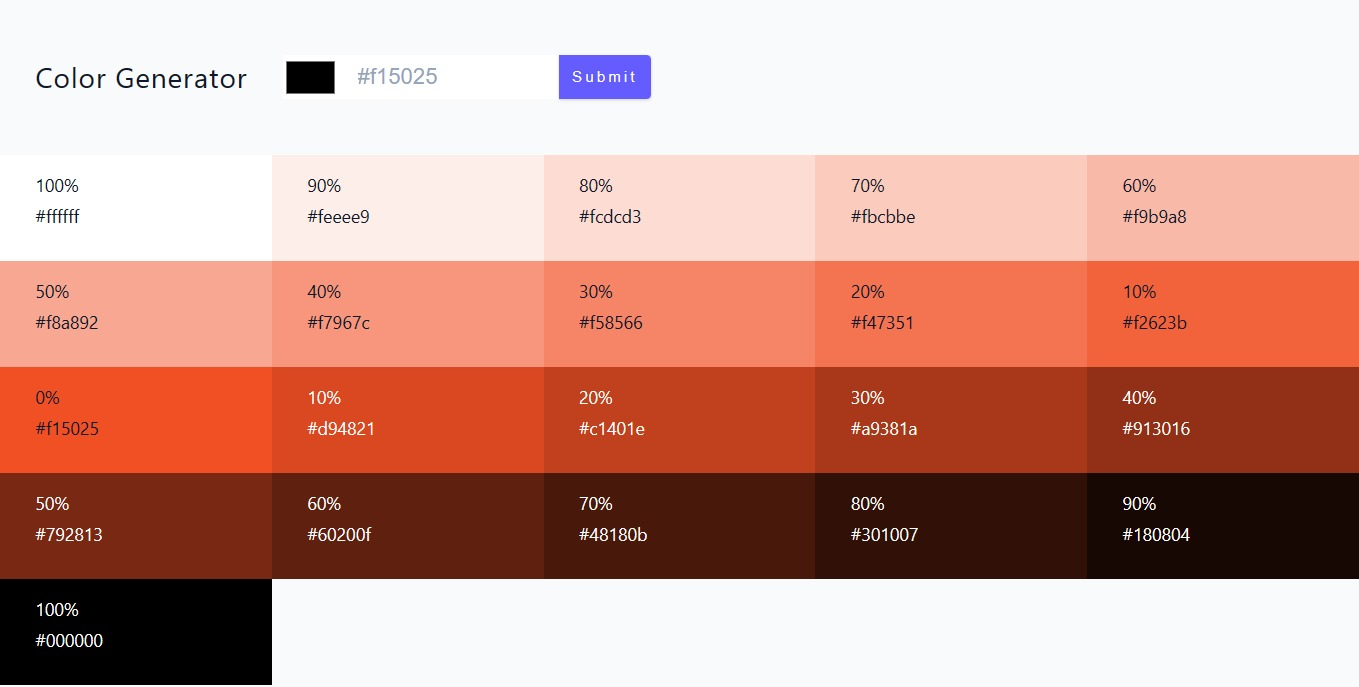 Color Generator
#f15025
Submit
100%
#ffffff
90%
#feeee9
80%
#fcdcd3
70%
#fbcbbe
60%
#f9b9a8
50%
#f8a892
40%
#f7967c
30%
#f58566
20%
#f47351
10%
#f2623b
0%
#f15025
10%
#d94821
20%
#c1401e
30%
#a9381a
40%
#913016
50%
#792813
60%
#60200f
70%
#48180b
80%
#301007
90%
#180804
100%
#000000